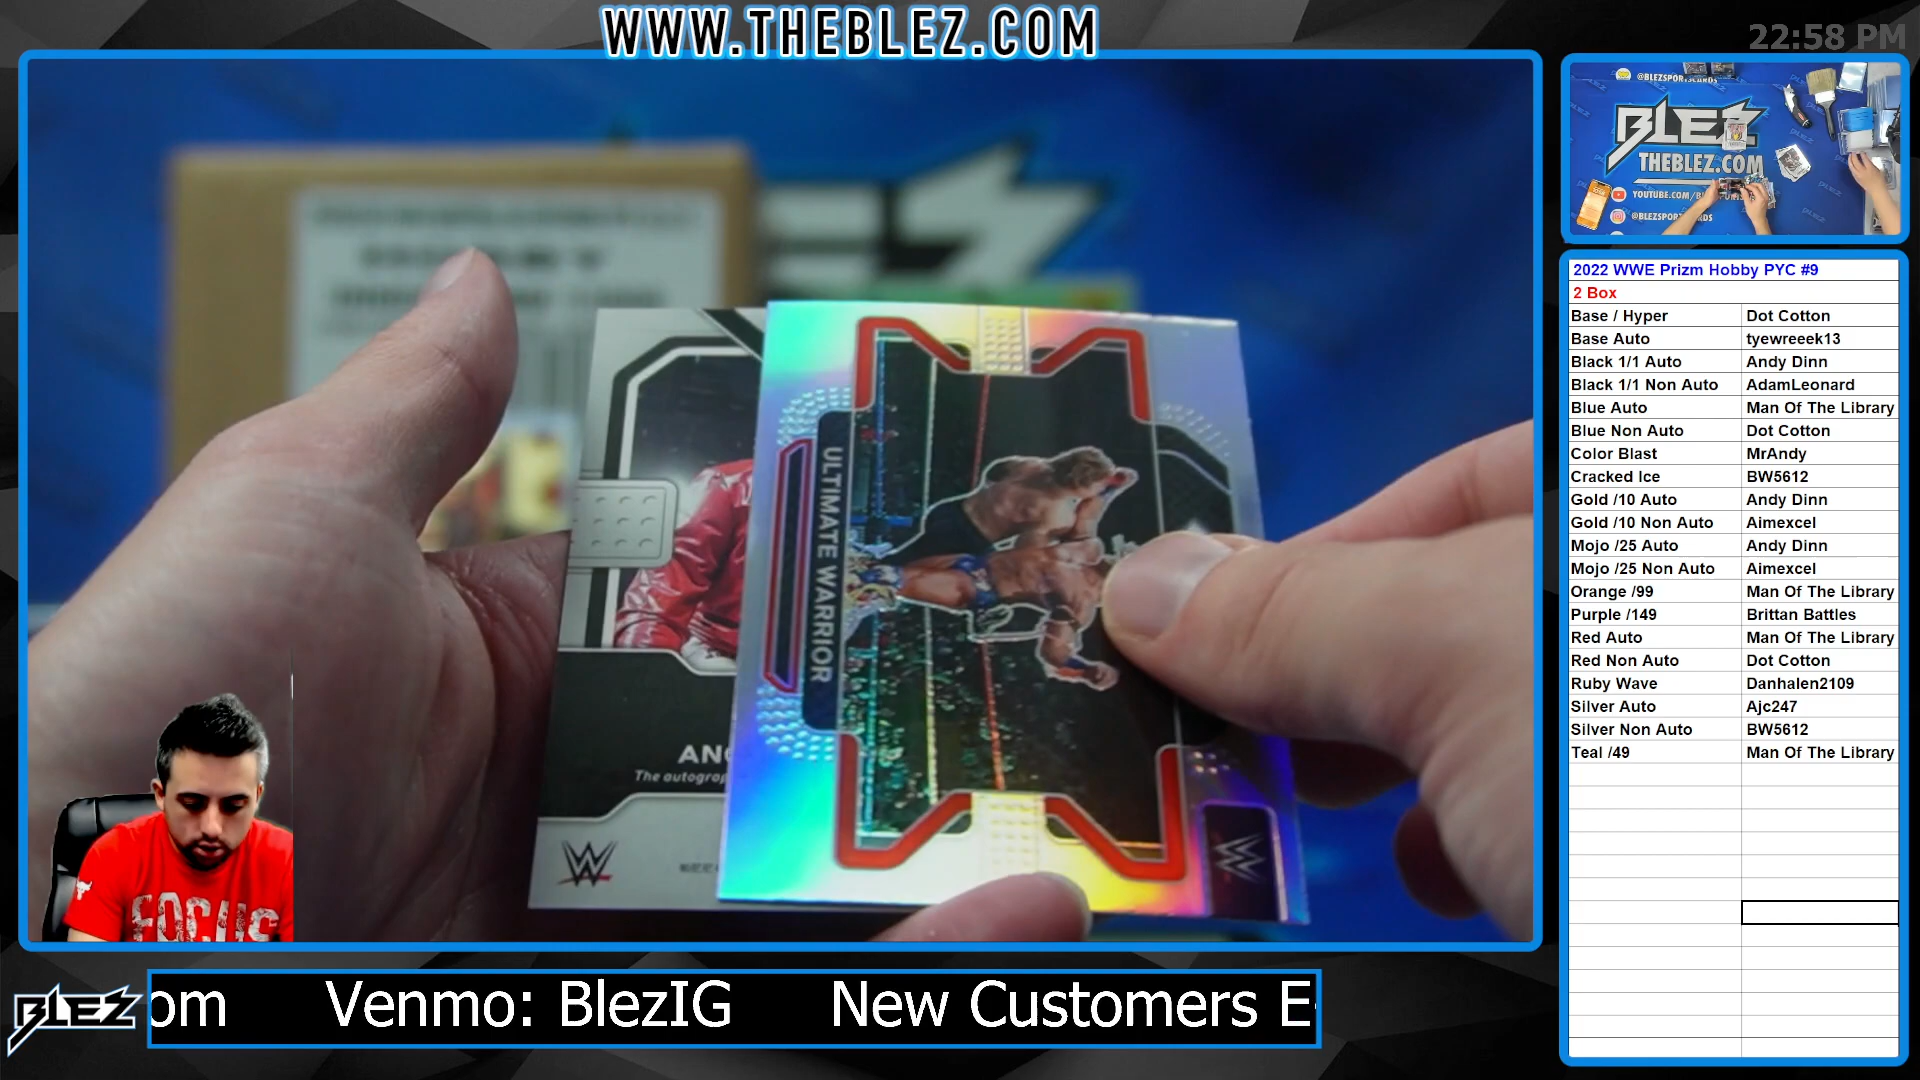 WWW.THEBLEZ.COM
22:58 PM
@BLEZSPORTSCARDS
BLEZ
THEBLEZ.COM
@BLEZSPORTSCARDS
ULTIMATE WARRIOR
The autograp
FOCUS
2022 WWE Prizm Hobby PYC #9
2 Box
Base / Hyper Dot Cotton
Base Auto tyewreeek13
Black 1/1 Auto Andy Dinn
Black 1/1 Non Auto AdamLeonard
Blue Auto Man Of The Library
Blue Non Auto Dot Cotton
Color Blast MrAndy
Cracked Ice BW5612
Gold /10 Auto Andy Dinn
Gold /10 Non Auto Aimexcel
Mojo /25 Auto Andy Dinn
Mojo /25 Non Auto Aimexcel
Orange /99 Man Of The Library
Purple /149 Brittan Battles
Red Auto Man Of The Library
Red Non Auto Dot Cotton
Ruby Wave Danhalen2109
Silver Auto Ajc247
Silver Non Auto BW5612
Teal /49 Man Of The Library
BLEZ
om Venmo: BlezIG New Customers E